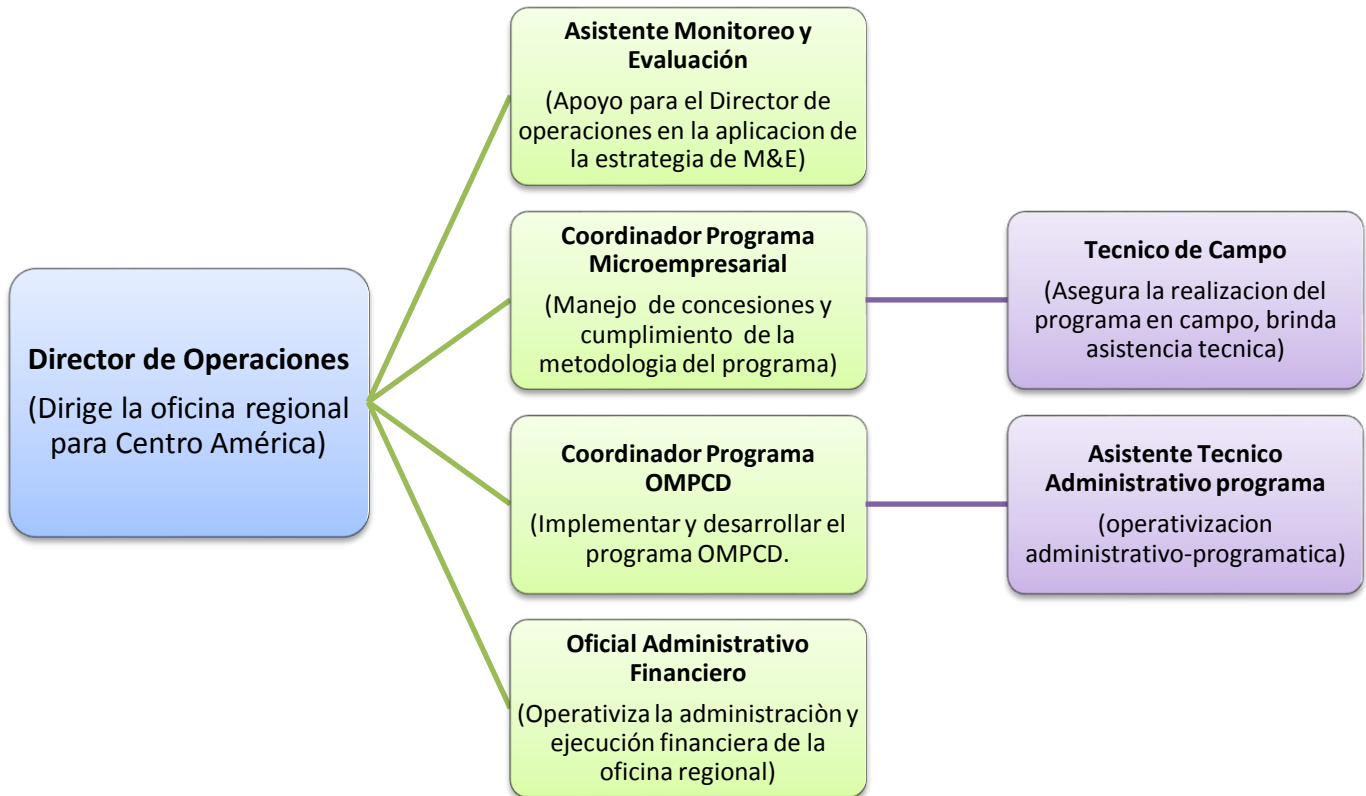 Director de Operaciones
(Dirige la oficina regional
para Centro América)
Asistente Monitoreo y
Evaluación
(Apoyo para el Director de
operaciones en la aplicacion de
la estrategia de M&E)
Coordinador Programa
Microempresarial
(Manejo de concesiones y
cumplimiento de la
metodologia del programa)
Tecnico de Campo
(Asegura la realizacion del
programa en campo, brinda
asistencia tecnica)
Coordinador Programa
OMPCD
(Implementar y desarrollar el
programa OMPCD.
Asistente Tecnico
Administrativo programa
(operativizacion
administrativo-programatica)
Oficial Administrativo
Financiero
(Operativiza la administraciòn y
ejecución financiera de la
oficina regional)